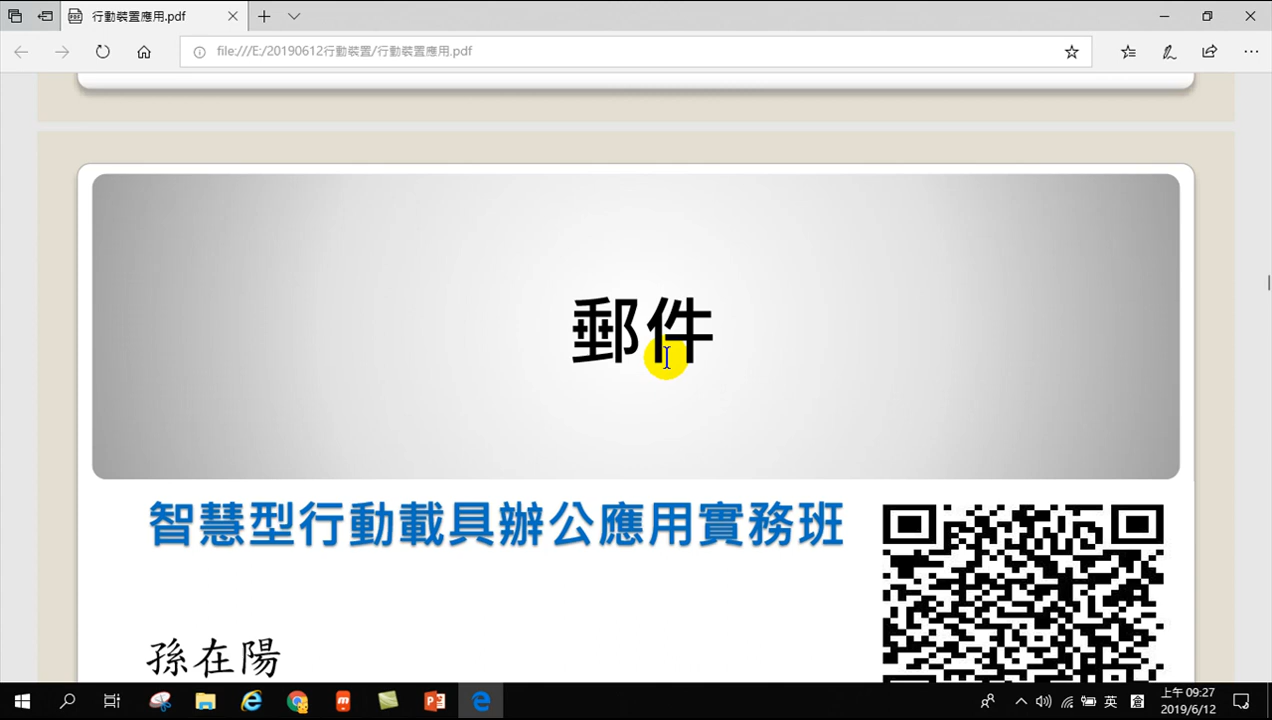 行動裝置應用.pdf
file:///E:/20190612行動裝置/行動裝置應用.pdf
郵件
智慧型行動載具辦公應用實務班
孫在陽
英
倉
上午 09:27
2019/6/12